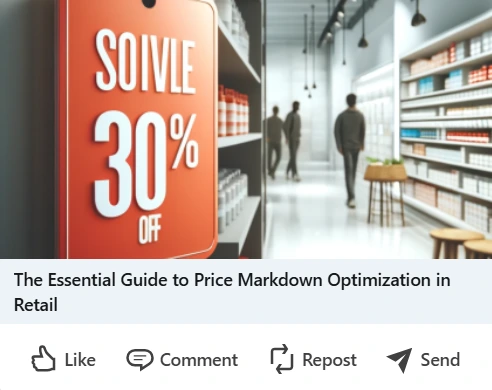 SOIVLE
30%
OFF
The Essential Guide to Price Markdown Optimization in
Retail
Like
Comment
Repost
Send